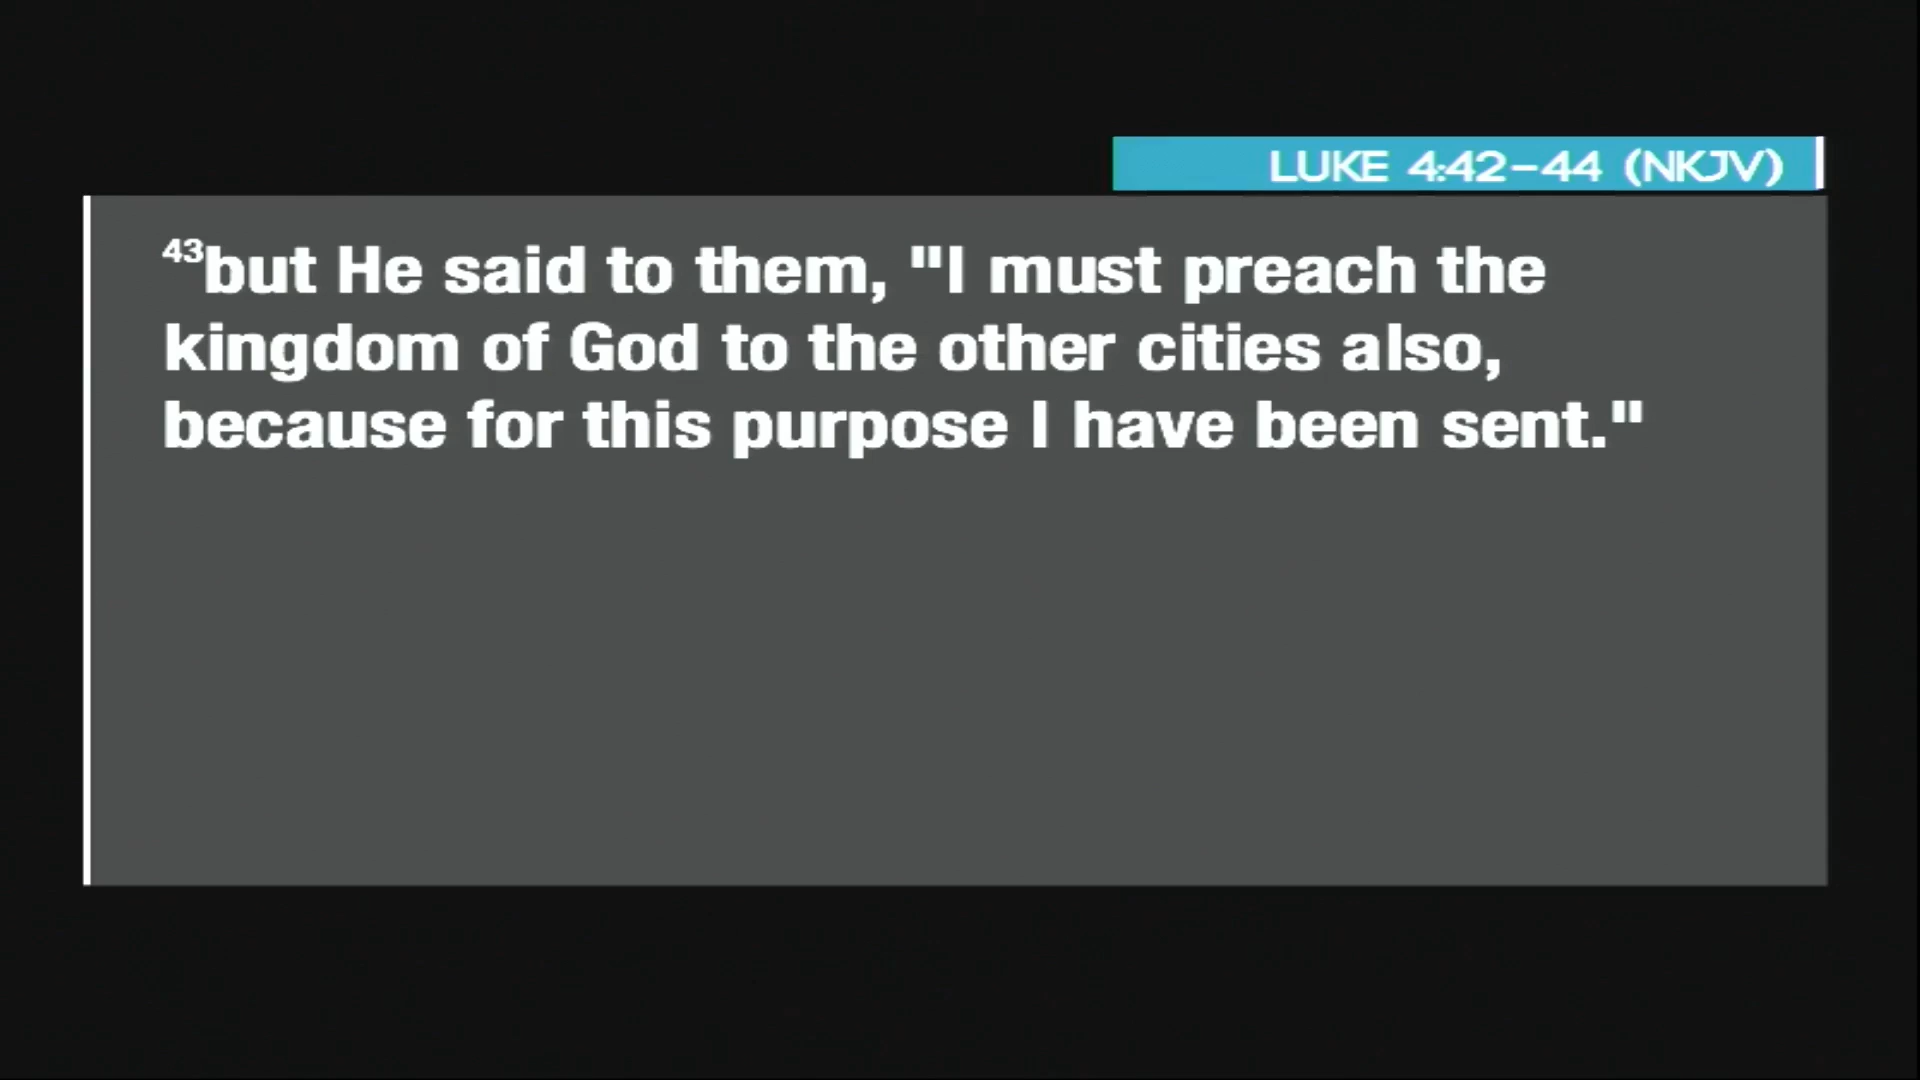 LUKE 4:42-44 (NKJV)
43but He said to them, "I must preach the
kingdom of God to the other cities also,
because for this purpose I have been sent."